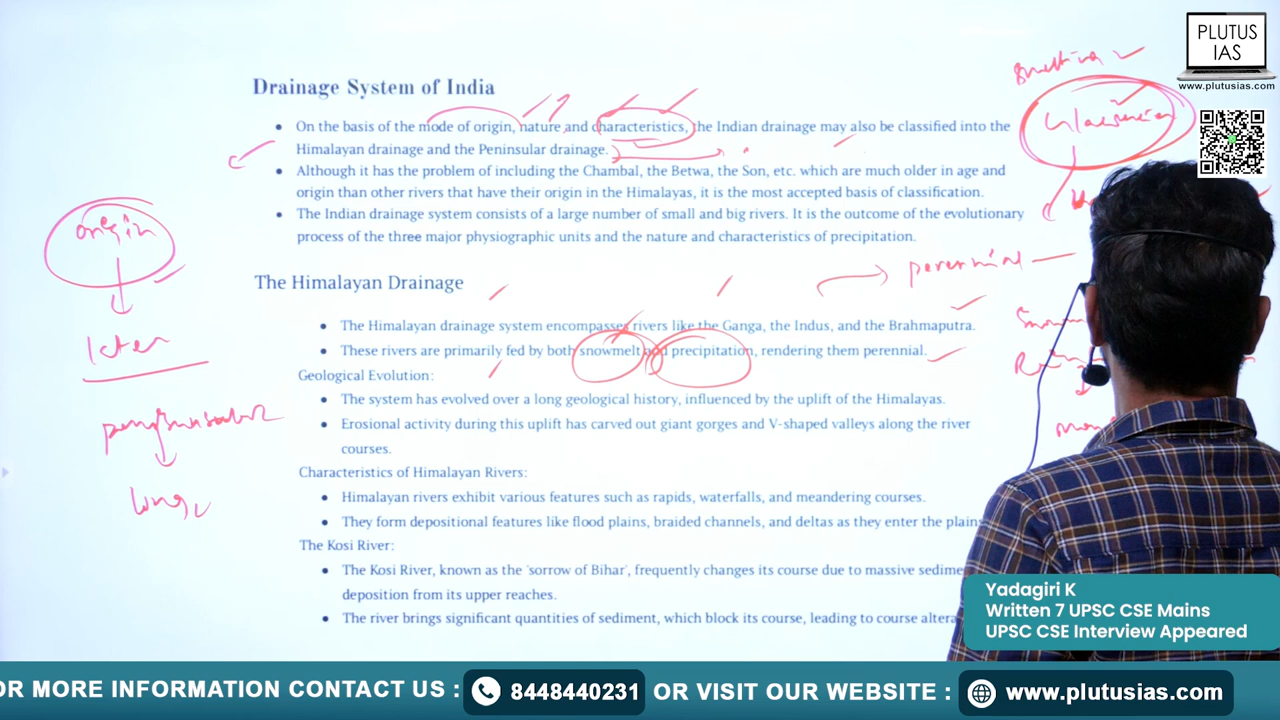 PLUTUS
IAS
www.plutusias.com
Drainage System of India
• On the basis of the mode of origin, nature and characteristics, the Indian drainage may also be classified into the
Himalayan drainage and the Peninsular drainage.
• Although it has the problem of including the Chambal, the Betwa, the Son, etc. which are much older in age and
origin than other rivers that have their origin in the Himalayas, it is the most accepted basis of classification.
• The Indian drainage system consists of a large number of small and big rivers. It is the outcome of the evolutionary
process of the three major physiographic units and the nature and characteristics of precipitation.
origin
later
perennial
The Himalayan Drainage
• The Himalayan drainage system encompasses rivers like the Ganga, the Indus, and the Brahmaputra.
• These rivers are primarily fed by both snowmelt and precipitation, rendering them perennial.
Geological Evolution:
• The system has evolved over a long geological history, influenced by the uplift of the Himalayas.
• Erosional activity during this uplift has carved out giant gorges and V-shaped valleys along the river
courses.
Characteristics of Himalayan Rivers:
• Himalayan rivers exhibit various features such as rapids, waterfalls, and meandering courses.
• They form depositional features like flood plains, braided channels, and deltas as they enter the plain
The Kosi River:
• The Kosi River, known as the 'sorrow of Bihar', frequently changes its course due to massive sedime
deposition from its upper reaches.
• The river brings significant quantities of sediment, which block its course, leading to course altera
Yadagiri K
Written 7 UPSC CSE Mains
UPSC CSE Interview Appeared
OR MORE INFORMATION CONTACT US : 8448440231 OR VISIT OUR WEBSITE : www.plutusias.com